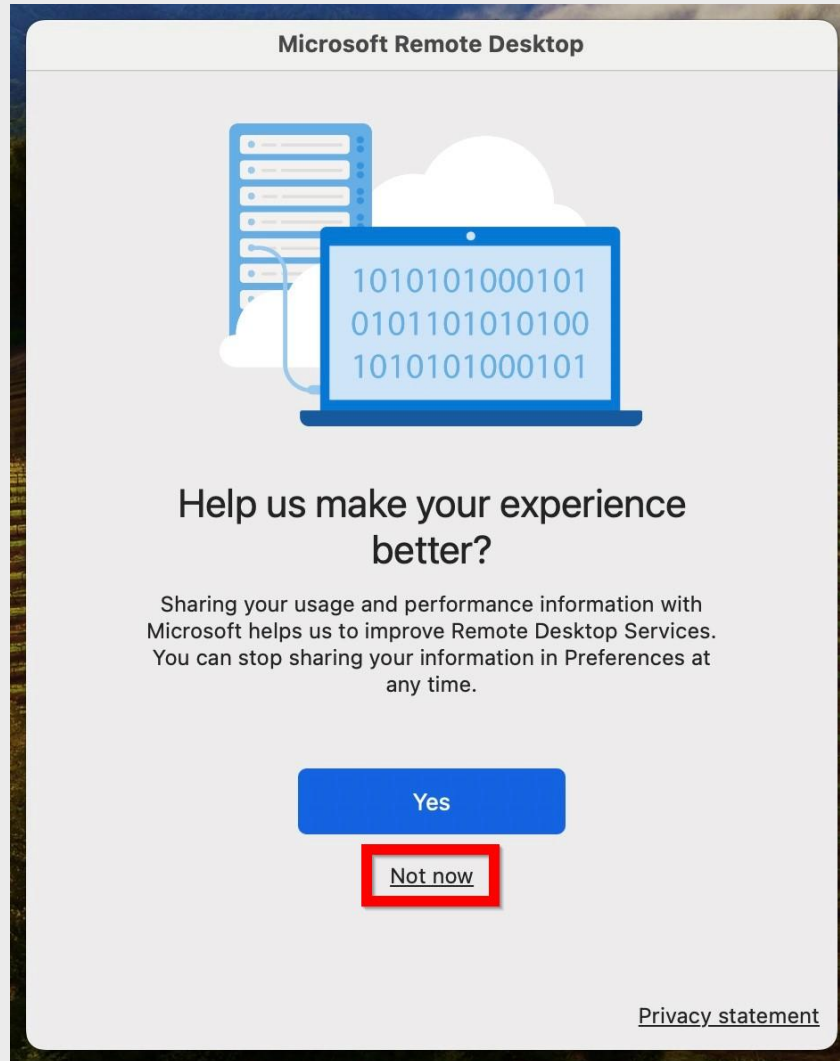 Microsoft Remote Desktop
1010101000101
0101101010100
1010101000101
Help us make your experience
better?
Sharing your usage and performance information with
Microsoft helps us to improve Remote Desktop Services.
You can stop sharing your information in Preferences at
any time.
Yes
Not now
Privacy statement